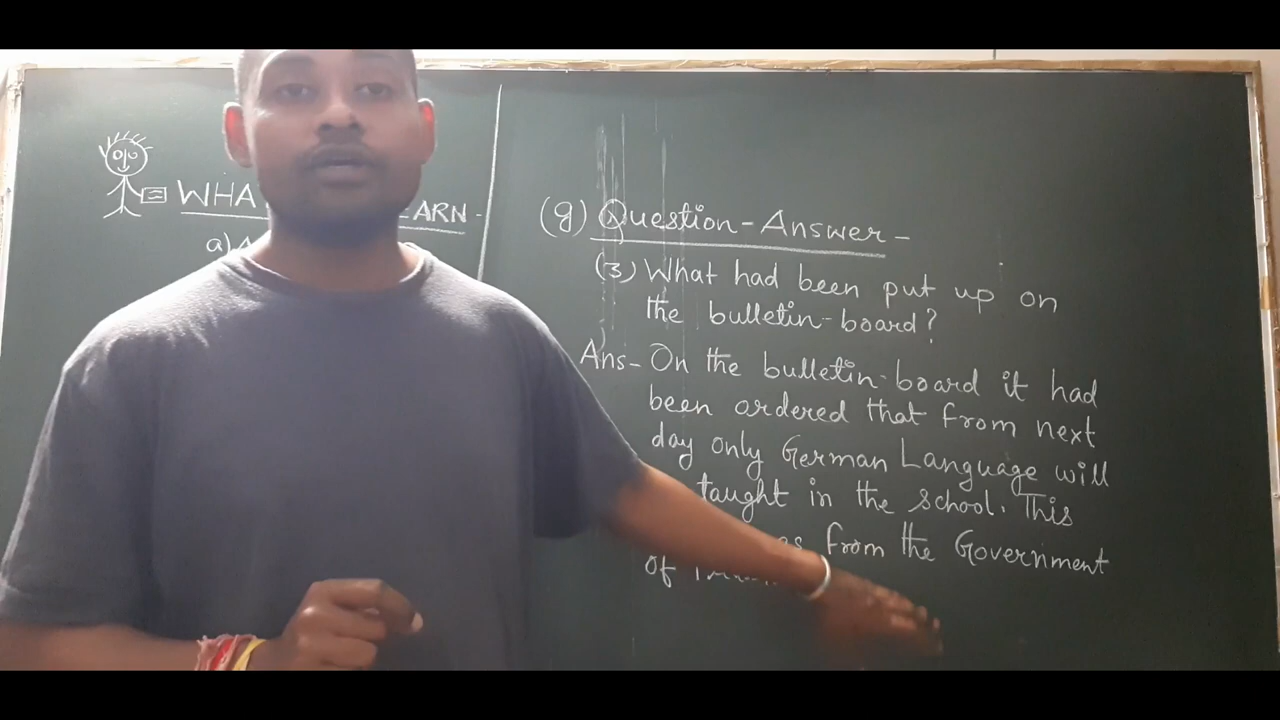 WHA ARN -
a)
(g) Question - Answer -
(3) What had been put up on
the bulletin-board?
Ans- On the bulletin-board it had
been ordered that from next
day only German Language will
taught in the school. This
from the Government
of